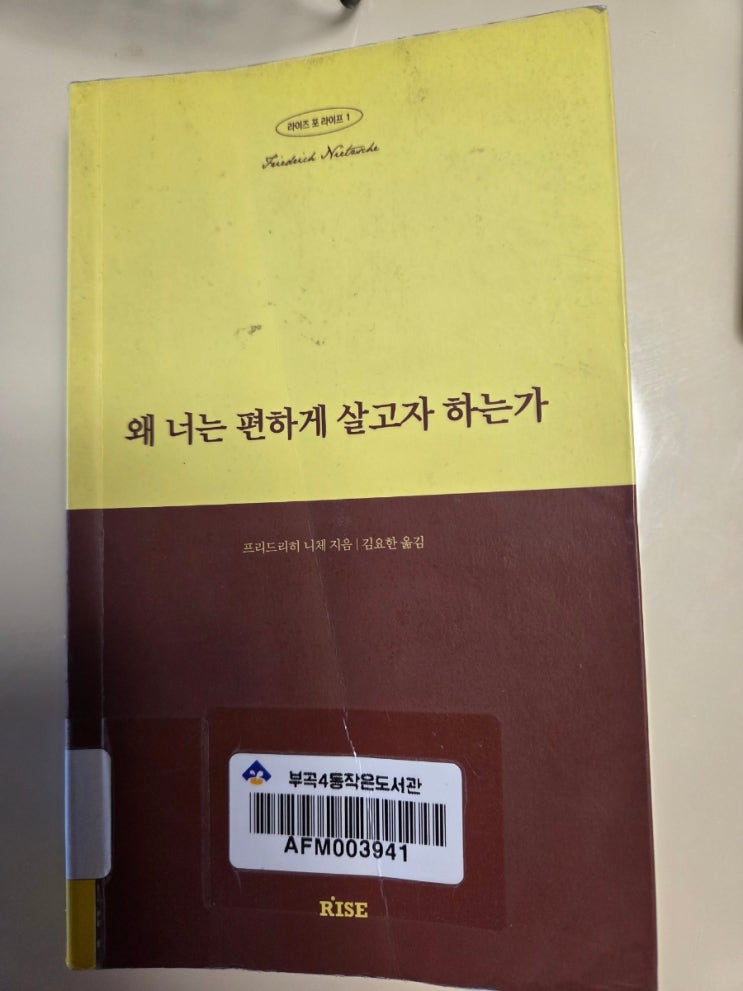 라이즈 포 라이프 1
Friedrich Nietzsche
왜 너는 편하게 살고자 하는가
프리드리히 니체 지음 | 김요한 옮김
부곡4동작은도서관
AFM003941
RISE